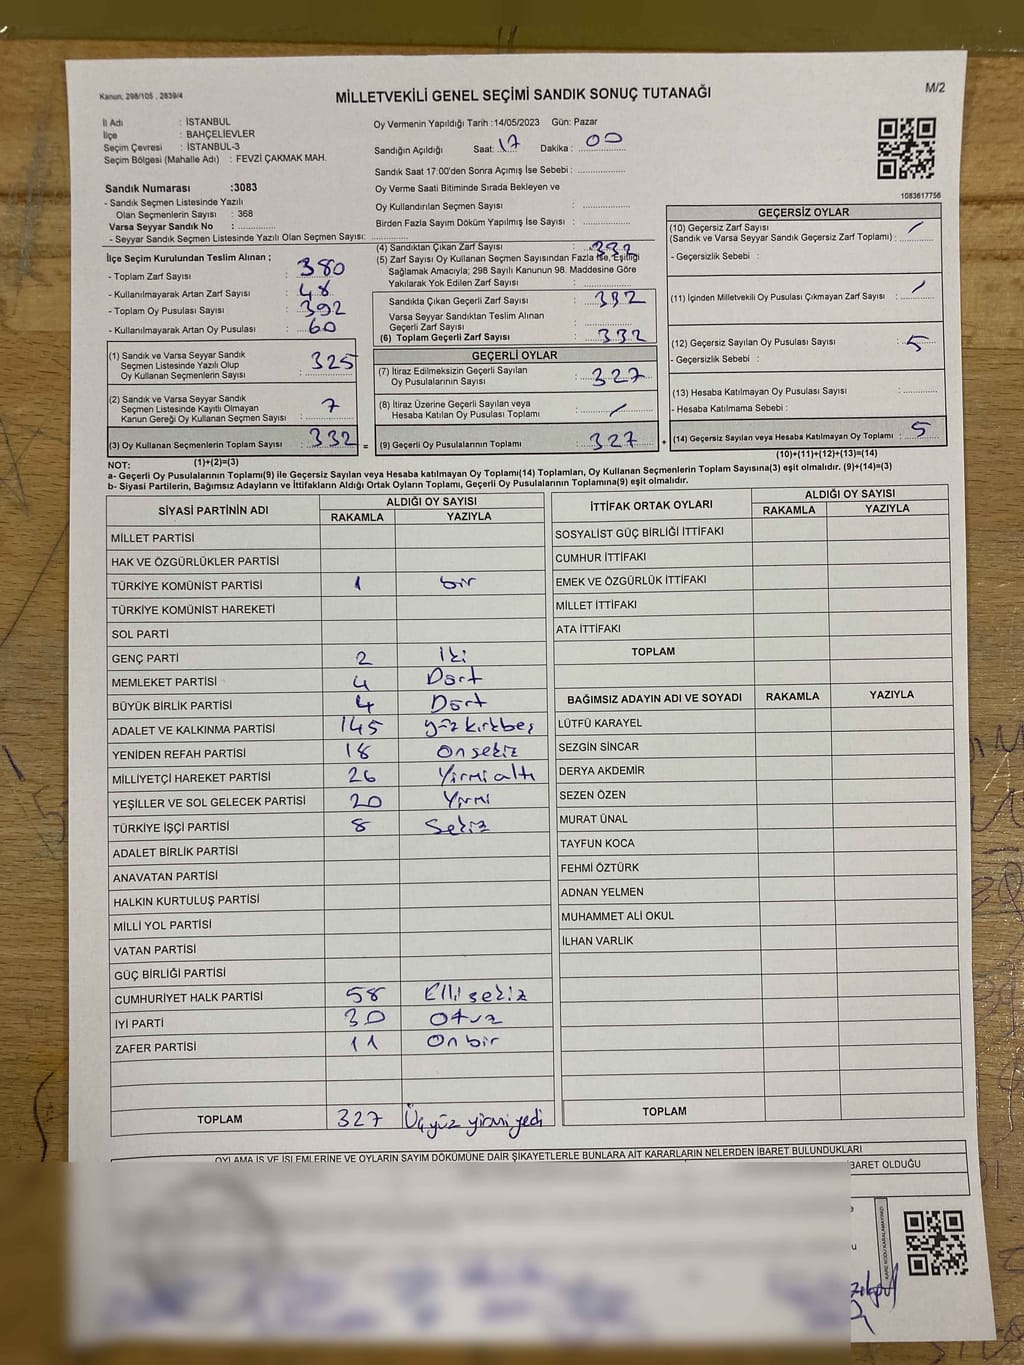 Kanun; 298/105 , 2839/4
MİLLETVEKİLİ GENEL SEÇİMİ SANDIK SONUÇ TUTANAĞI
M/2
İl Adı : İSTANBUL
İlçe : BAHÇELİEVLER
Seçim Çevresi : İSTANBUL-3
Seçim Bölgesi (Mahalle Adı) : FEVZİ ÇAKMAK MAH.
Sandık Numarası :3083
- Sandık Seçmen Listesinde Yazılı
Olan Seçmenlerin Sayısı : 368
Varsa Seyyar Sandık No :
- Seyyar Sandık Seçmen Listesinde Yazılı Olan Seçmen Sayısı:
Oy Vermenin Yapıldığı Tarih :14/05/2023 Gün: Pazar
Sandığın Açıldığı Saat: 17 Dakika : 00
Sandık Saat 17:00'den Sonra Açımış İse Sebebi :
Oy Verme Saati Bitiminde Sırada Bekleyen ve
Oy Kullandırılan Seçmen Sayısı :
Birden Fazla Sayım Döküm Yapılmış İse Sayısı :
1083617756
İlçe Seçim Kurulundan Teslim Alınan ;
- Toplam Zarf Sayısı : 380
- Kullanılmayarak Artan Zarf Sayısı : 48
- Toplam Oy Pusulası Sayısı : 392
- Kullanılmayarak Artan Oy Pusulası : 60
(4) Sandıktan Çıkan Zarf Sayısı : 332
(5) Zarf Sayısı Oy Kullanan Seçmen Sayısından Fazla ise, Eşitliği
Sağlamak Amacıyla; 298 Sayılı Kanunun 98. Maddesine Göre
Yakılarak Yok Edilen Zarf Sayısı :
Sandıkta Çıkan Geçerli Zarf Sayısı : 332
Varsa Seyyar Sandıktan Teslim Alınan
Geçerli Zarf Sayısı :
(6) Toplam Geçerli Zarf Sayısı : 332
GEÇERSİZ OYLAR
(10) Geçersiz Zarf Sayısı /
(Sandık ve Varsa Seyyar Sandık Geçersiz Zarf Toplamı) :
- Geçersizlik Sebebi :
(11) İçinden Milletvekili Oy Pusulası Çıkmayan Zarf Sayısı : /
(12) Geçersiz Sayılan Oy Pusulası Sayısı : 5
- Geçersizlik Sebebi :
(13) Hesaba Katılmayan Oy Pusulası Sayısı :
- Hesaba Katılmama Sebebi :
(14) Geçersiz Sayılan veya Hesaba Katılmayan Oy Toplamı : 5
(10)+(11)+(12)+(13)=(14)
(1) Sandık ve Varsa Seyyar Sandık
Seçmen Listesinde Yazılı Olup
Oy Kullanan Seçmenlerin Sayısı : 325
(2) Sandık ve Varsa Seyyar Sandık
Seçmen Listesinde Kayıtlı Olmayan
Kanun Gereği Oy Kullanan Seçmen Sayısı : 7
(3) Oy Kullanan Seçmenlerin Toplam Sayısı : 332 =
(1)+(2)=(3)
GEÇERLİ OYLAR
(7) İtiraz Edilmeksizin Geçerli Sayılan
Oy Pusulalarının Sayısı : 327
(8) İtiraz Üzerine Geçerli Sayılan veya
Hesaba Katılan Oy Pusulası Toplamı : /
(9) Geçerli Oy Pusulalarının Toplamı : 327 +
NOT:
a- Geçerli Oy Pusulalarının Toplamı(9) ile Geçersiz Sayılan veya Hesaba katılmayan Oy Toplamı(14) Toplamları, Oy Kullanan Seçmenlerin Toplam Sayısına(3) eşit olmalıdır. (9)+(14)=(3)
b- Siyasi Partilerin, Bağımsız Adayların ve İttifakların Aldığı Ortak Oyların Toplamı, Geçerli Oy Pusulalarının Toplamına(9) eşit olmalıdır.
SİYASİ PARTİNİN ADI ALDIĞI OY SAYISI
RAKAMLA YAZIYLA
MİLLET PARTİSİ
HAK VE ÖZGÜRLÜKLER PARTİSİ
TÜRKİYE KOMÜNİST PARTİSİ 1 bir
TÜRKİYE KOMÜNİST HAREKETİ
SOL PARTİ
GENÇ PARTİ 2 İki
MEMLEKET PARTİSİ 4 Dört
BÜYÜK BİRLİK PARTİSİ 4 Dört
ADALET VE KALKINMA PARTİSİ 145 yüz kırkbeş
YENİDEN REFAH PARTİSİ 18 On sekiz
MİLLİYETÇİ HAREKET PARTİSİ 26 Yirmi altı
YEŞİLLER VE SOL GELECEK PARTİSİ 20 Yirmi
TÜRKİYE İŞÇİ PARTİSİ 8 Sekiz
ADALET BİRLİK PARTİSİ
ANAVATAN PARTİSİ
HALKIN KURTULUŞ PARTİSİ
MİLLİ YOL PARTİSİ
VATAN PARTİSİ
GÜÇ BİRLİĞİ PARTİSİ
CUMHURİYET HALK PARTİSİ 58 Elli sekiz
İYİ PARTİ 30 Otuz
ZAFER PARTİSİ 11 On bir
TOPLAM 327 Üçyüz yirmi yedi
İTTİFAK ORTAK OYLARI ALDIĞI OY SAYISI
RAKAMLA YAZIYLA
SOSYALİST GÜÇ BİRLİĞİ İTTİFAKI
CUMHUR İTTİFAKI
EMEK VE ÖZGÜRLÜK İTTİFAKI
MİLLET İTTİFAKI
ATA İTTİFAKI
TOPLAM
BAĞIMSIZ ADAYIN ADI VE SOYADI RAKAMLA YAZIYLA
LÜTFÜ KARAYEL
SEZGİN SİNCAR
DERYA AKDEMİR
SEZEN ÖZEN
MURAT ÜNAL
TAYFUN KOCA
FEHMİ ÖZTÜRK
ADNAN YELMEN
MUHAMMET ALİ OKUL
İLHAN VARLIK
TOPLAM
OYLAMA İŞ VE İŞLEMLERİNE VE OYLARIN SAYIM DÖKÜMÜNE DAİR ŞİKAYETLERLE BUNLARA AİT KARARLARIN NELERDEN İBARET BULUNDUKLARI
İBARET OLDUĞU